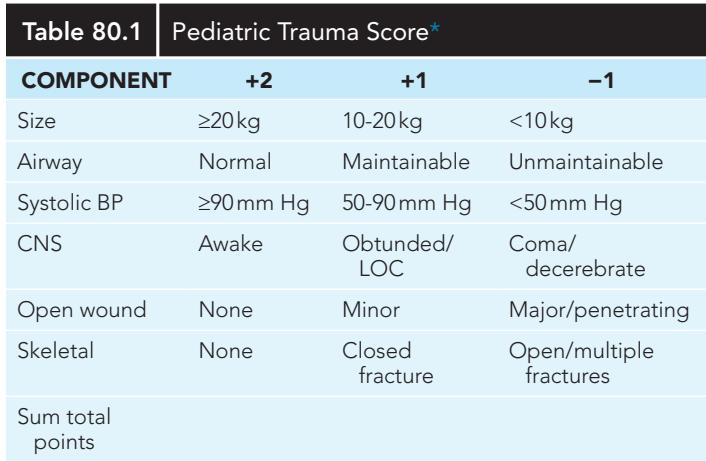 Table 80.1 Pediatric Trauma Score*
COMPONENT +2 +1 −1
Size ≥20 kg 10-20 kg <10 kg
Airway Normal Maintainable Unmaintainable
Systolic BP ≥90 mm Hg 50-90 mm Hg <50 mm Hg
CNS Awake Obtunded/ Coma/
LOC decerebrate
Open wound None Minor Major/penetrating
Skeletal None Closed Open/multiple
fracture fractures
Sum total
points